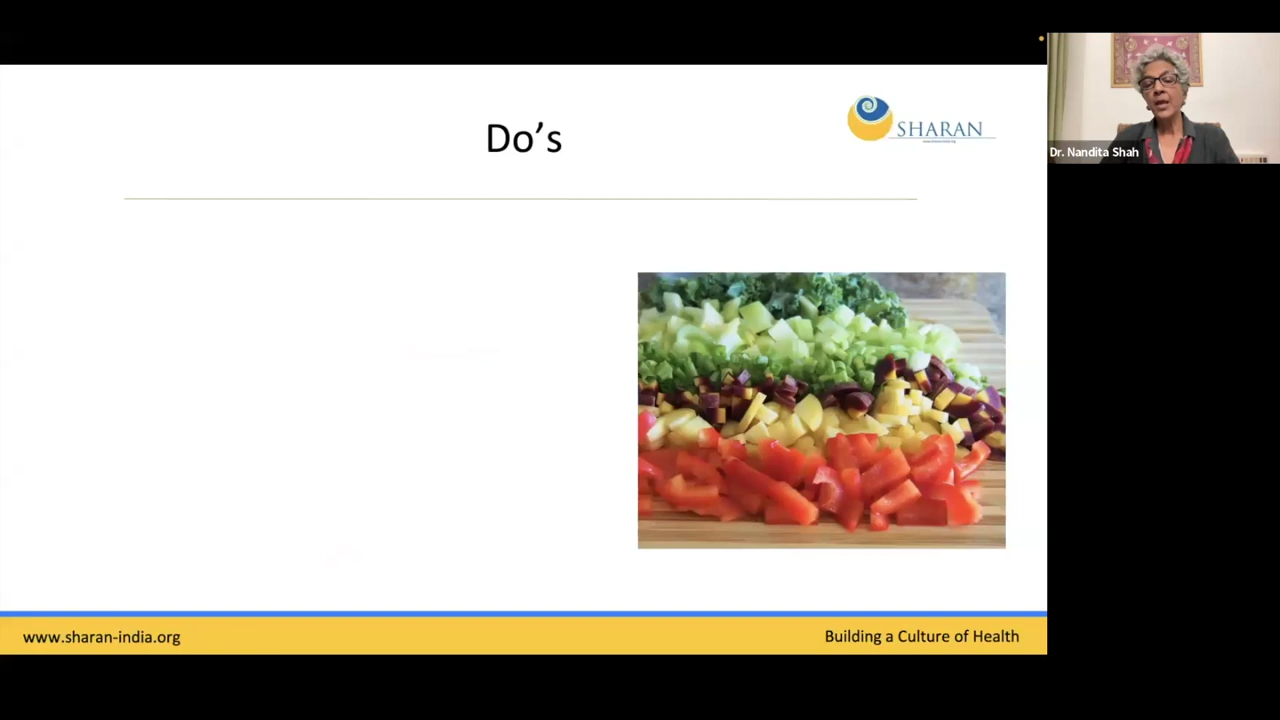 Do’s
SHARAN
Dr. Nandita Shah
www.sharan-india.org
Building a Culture of Health